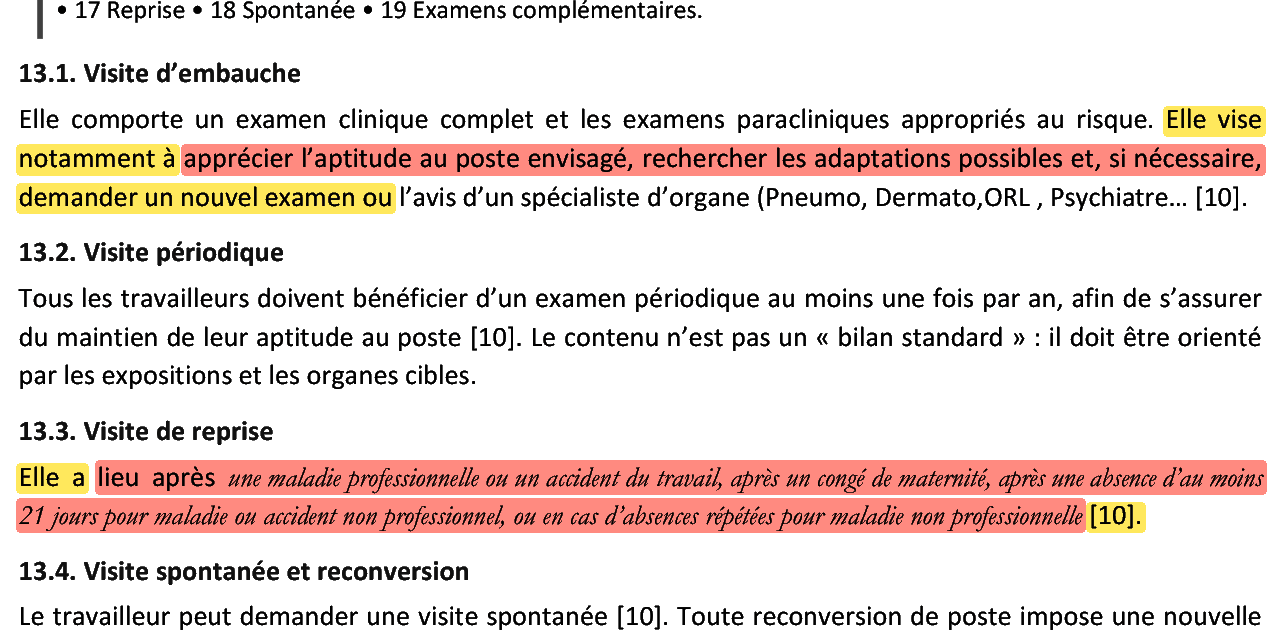 • 17 Reprise • 18 Spontanée • 19 Examens complémentaires.
13.1. Visite d’embauche
Elle comporte un examen clinique complet et les examens paracliniques appropriés au risque. Elle vise
notamment à apprécier l’aptitude au poste envisagé, rechercher les adaptations possibles et, si nécessaire,
demander un nouvel examen ou l’avis d’un spécialiste d’organe (Pneumo, Dermato,ORL , Psychiatre… [10].
13.2. Visite périodique
Tous les travailleurs doivent bénéficier d’un examen périodique au moins une fois par an, afin de s’assurer
du maintien de leur aptitude au poste [10]. Le contenu n’est pas un « bilan standard » : il doit être orienté
par les expositions et les organes cibles.
13.3. Visite de reprise
Elle a lieu après une maladie professionnelle ou un accident du travail, après un congé de maternité, après une absence d’au moins
21 jours pour maladie ou accident non professionnel, ou en cas d’absences répétées pour maladie non professionnelle [10].
13.4. Visite spontanée et reconversion
Le travailleur peut demander une visite spontanée [10]. Toute reconversion de poste impose une nouvelle